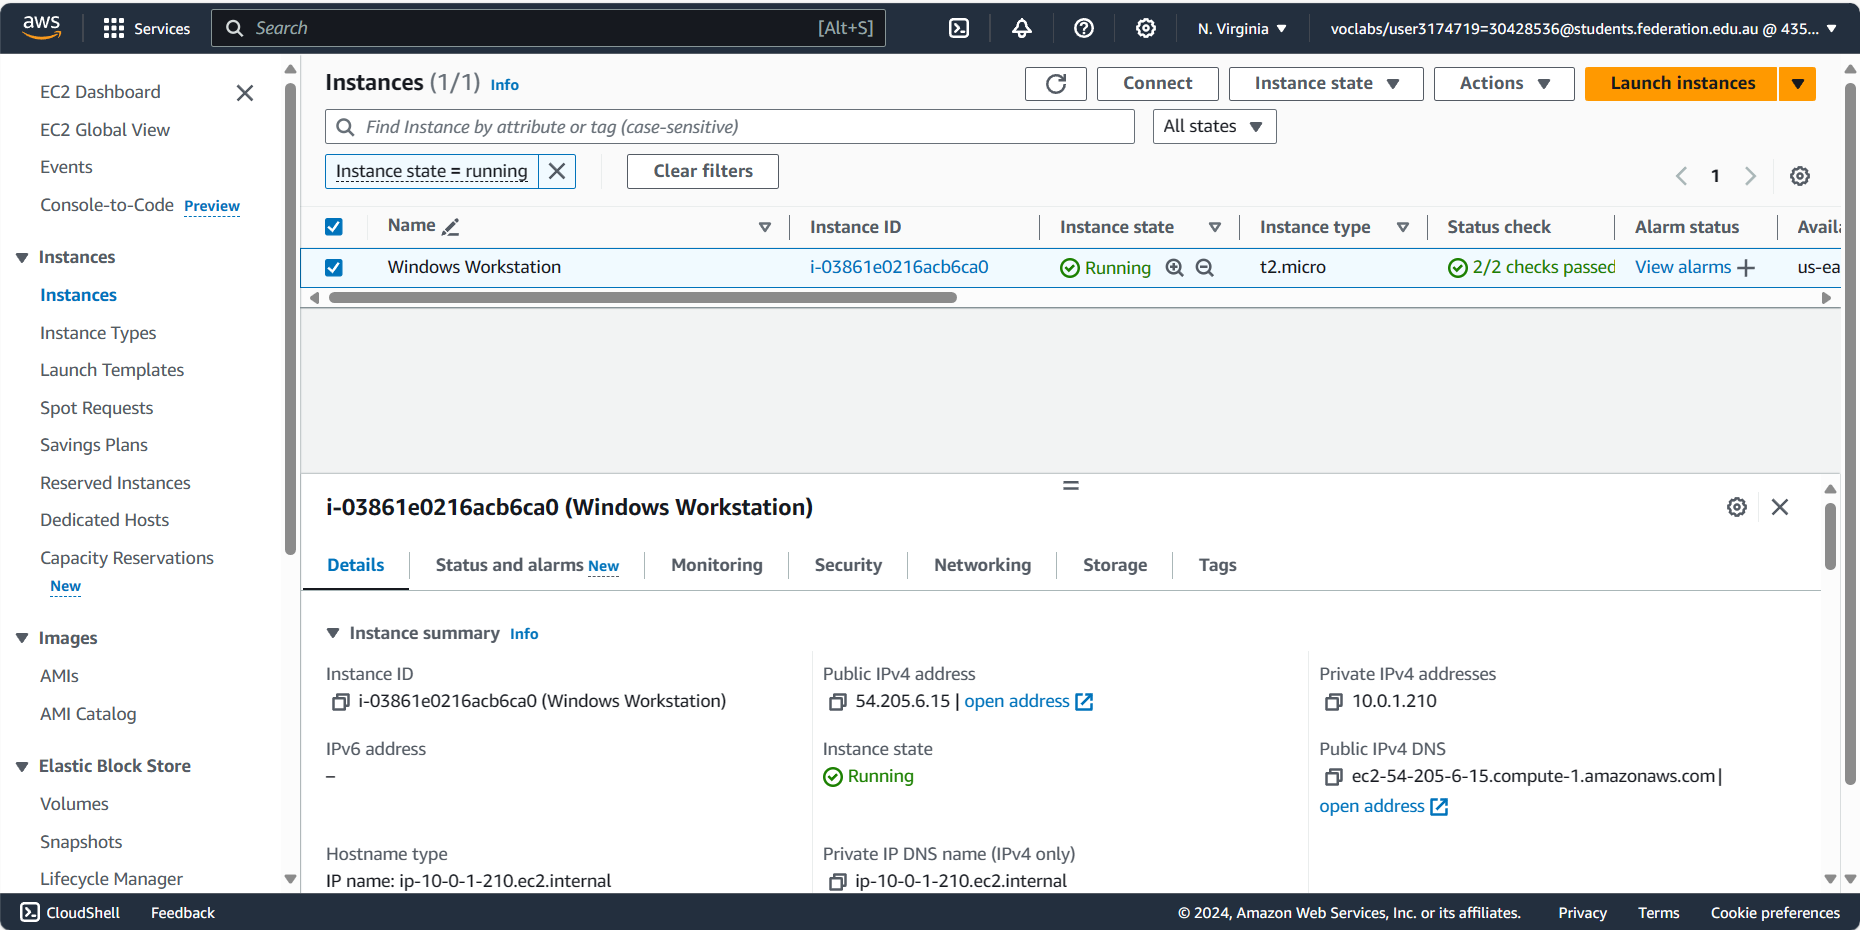 aws
Services
Search [Alt+S]
N. Virginia
voclabs/user3174719=30428536@students.federation.edu.au @ 435...
EC2 Dashboard
EC2 Global View
Events
Console-to-Code Preview
Instances
Instances
Instance Types
Launch Templates
Spot Requests
Savings Plans
Reserved Instances
Dedicated Hosts
Capacity Reservations
New
Images
AMIs
AMI Catalog
Elastic Block Store
Volumes
Snapshots
Lifecycle Manager
Instances (1/1) Info
Connect
Instance state
Actions
Launch instances
Find Instance by attribute or tag (case-sensitive)
All states
Instance state = running
Clear filters
1
Name Instance ID Instance state Instance type Status check Alarm status Availa
Windows Workstation i-03861e0216acb6ca0 Running t2.micro 2/2 checks passed View alarms us-ea
i-03861e0216acb6ca0 (Windows Workstation)
Details Status and alarms New Monitoring Security Networking Storage Tags
Instance summary Info
Instance ID
i-03861e0216acb6ca0 (Windows Workstation)
Public IPv4 address
54.205.6.15 | open address
Private IPv4 addresses
10.0.1.210
IPv6 address
–
Instance state
Running
Public IPv4 DNS
ec2-54-205-6-15.compute-1.amazonaws.com |
open address
Hostname type
IP name: ip-10-0-1-210.ec2.internal
Private IP DNS name (IPv4 only)
ip-10-0-1-210.ec2.internal
CloudShell Feedback
© 2024, Amazon Web Services, Inc. or its affiliates. Privacy Terms Cookie preferences